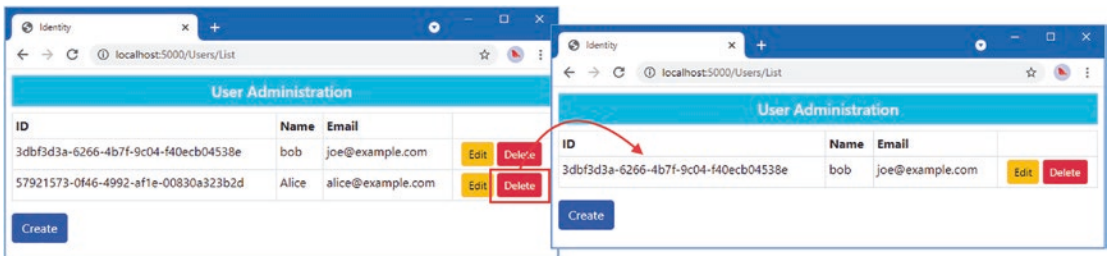 Identity
localhost:5000/Users/List
User Administration
ID Name Email
3dbf3d3a-6266-4b7f-9c04-f40ecb04538e bob joe@example.com Edit Delete
57921573-0f46-4992-af1e-00830a323b2d Alice alice@example.com Edit Delete
Create
Identity
localhost:5000/Users/List
User Administration
ID Name Email
3dbf3d3a-6266-4b7f-9c04-f40ecb04538e bob joe@example.com Edit Delete
Create